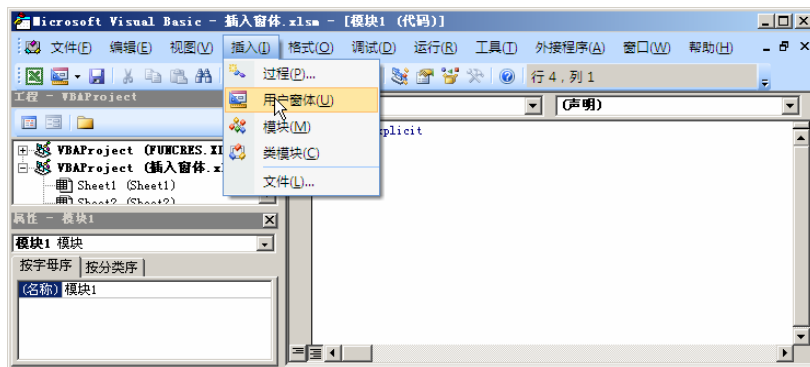 Microsoft Visual Basic - 插入窗体.xlsm - [模块1 (代码)]
文件(F) 编辑(E) 视图(V) 插入(I) 格式(O) 调试(D) 运行(R) 工具(T) 外接程序(A) 窗口(W) 帮助(H)
行 4，列 1
过程(P)...
用户窗体(U)
模块(M)
类模块(C)
文件(L)...
工程 - VBAProject
(声明)
plicit
VBAProject (FUNCRES.XL
VBAProject (插入窗体.x
Sheet1 (Sheet1)
Sheet2 (Sheet2)
属性 - 模块1
模块1 模块
按字母序 按分类序
(名称) 模块1